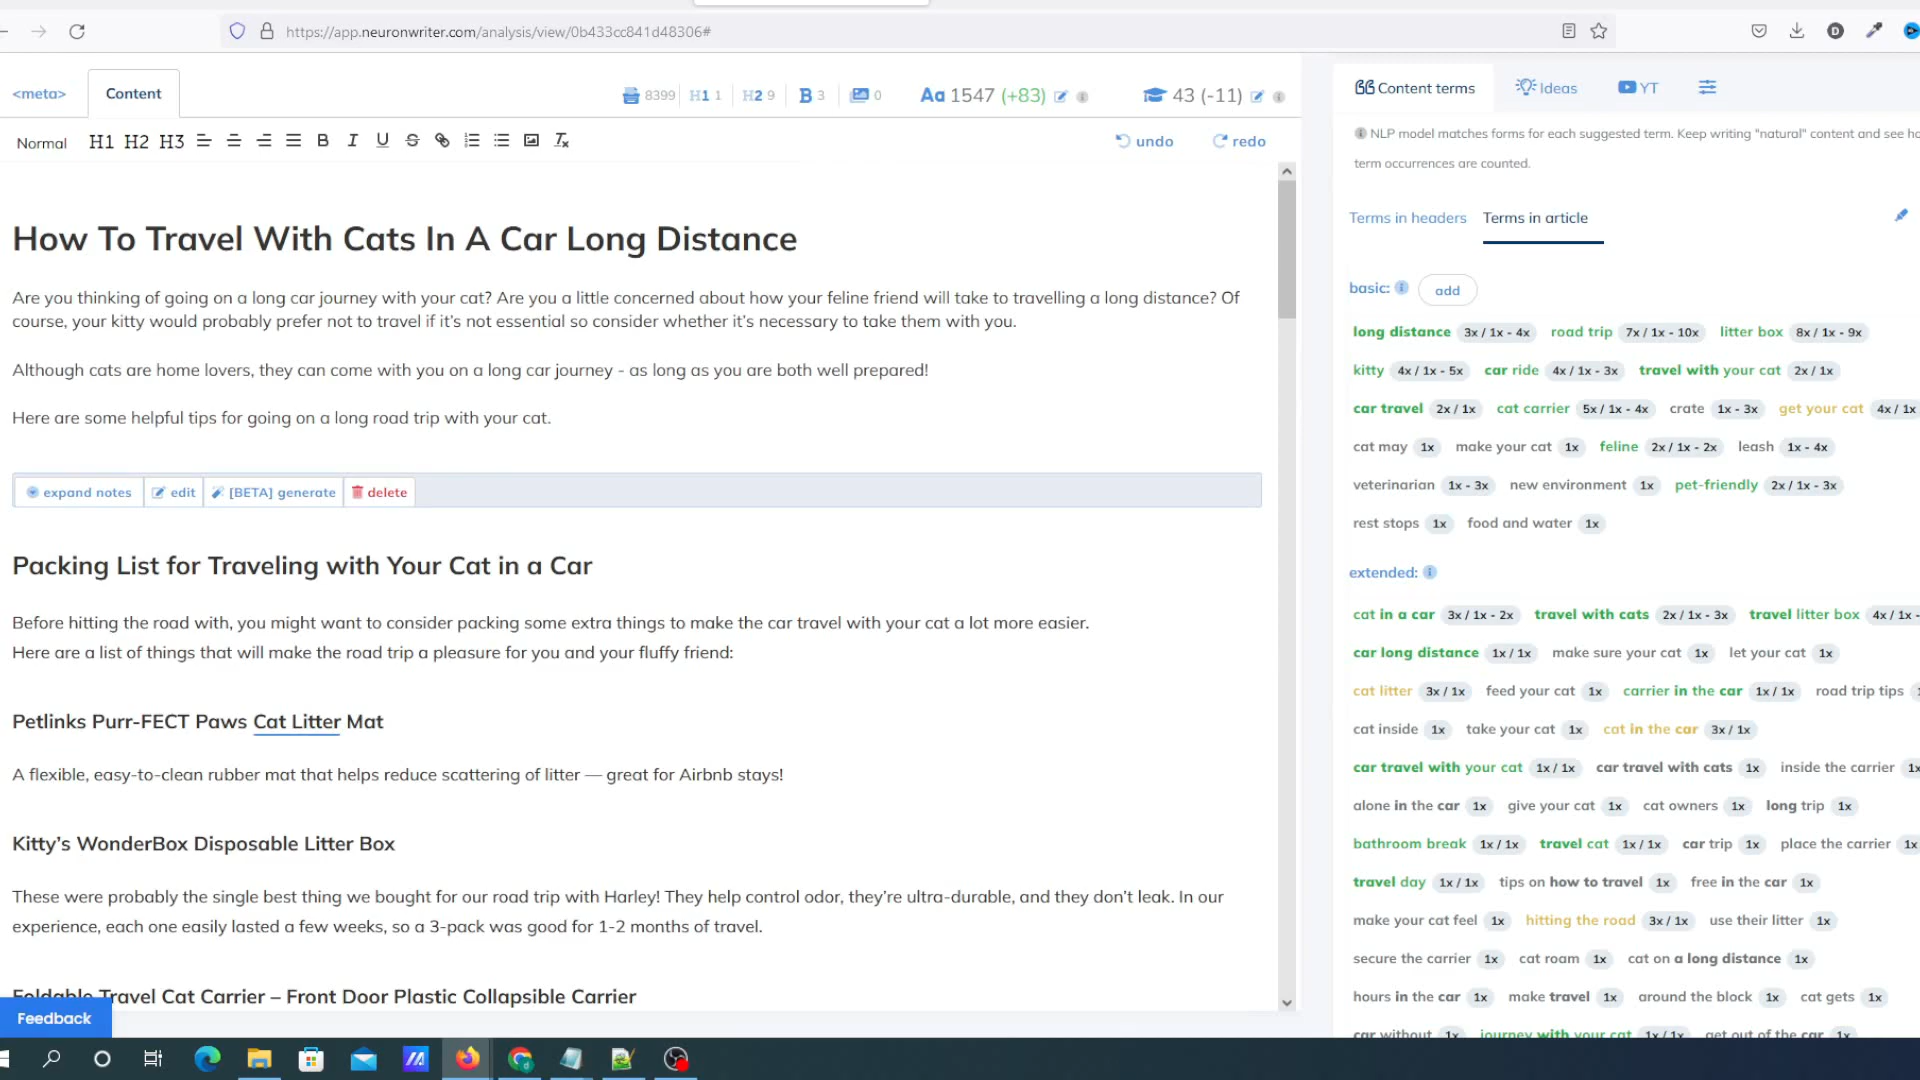 https://app.neuronwriter.com/analysis/view/0b433cc841d48306#
<meta>
Content
8399
H1 1
H2 9
B 3
0
Aa 1547 (+83)
43 (-11)
Normal H1 H2 H3
undo redo
How To Travel With Cats In A Car Long Distance
Are you thinking of going on a long car journey with your cat? Are you a little concerned about how your feline friend will take to travelling a long distance? Of
course, your kitty would probably prefer not to travel if it's not essential so consider whether it's necessary to take them with you.
Although cats are home lovers, they can come with you on a long car journey - as long as you are both well prepared!
Here are some helpful tips for going on a long road trip with your cat.
expand notes edit [BETA] generate delete
Packing List for Traveling with Your Cat in a Car
Before hitting the road with, you might want to consider packing some extra things to make the car travel with your cat a lot more easier.
Here are a list of things that will make the road trip a pleasure for you and your fluffy friend:
Petlinks Purr-FECT Paws Cat Litter Mat
A flexible, easy-to-clean rubber mat that helps reduce scattering of litter — great for Airbnb stays!
Kitty's WonderBox Disposable Litter Box
These were probably the single best thing we bought for our road trip with Harley! They help control odor, they're ultra-durable, and they don't leak. In our
experience, each one easily lasted a few weeks, so a 3-pack was good for 1-2 months of travel.
Foldable Travel Cat Carrier – Front Door Plastic Collapsible Carrier
Feedback
Content terms Ideas YT
NLP model matches forms for each suggested term. Keep writing "natural" content and see
term occurrences are counted.
Terms in headers Terms in article
basic: add
long distance 3x / 1x - 4x road trip 7x / 1x - 10x litter box 8x / 1x - 9x
kitty 4x / 1x - 5x car ride 4x / 1x - 3x travel with your cat 2x / 1x
car travel 2x / 1x cat carrier 5x / 1x - 4x crate 1x - 3x get your cat 4x / 1x
cat may 1x make your cat 1x feline 2x / 1x - 2x leash 1x - 4x
veterinarian 1x - 3x new environment 1x pet-friendly 2x / 1x - 3x
rest stops 1x food and water 1x
extended:
cat in a car 3x / 1x - 2x travel with cats 2x / 1x - 3x travel litter box 4x / 1x -
car long distance 1x / 1x make sure your cat 1x let your cat 1x
cat litter 3x / 1x feed your cat 1x carrier in the car 1x / 1x road trip tips
cat inside 1x take your cat 1x cat in the car 3x / 1x
car travel with your cat 1x / 1x car travel with cats 1x inside the carrier 1x
alone in the car 1x give your cat 1x cat owners 1x long trip 1x
bathroom break 1x / 1x travel cat 1x / 1x car trip 1x place the carrier 1x
travel day 1x / 1x tips on how to travel 1x free in the car 1x
make your cat feel 1x hitting the road 3x / 1x use their litter 1x
secure the carrier 1x cat roam 1x cat on a long distance 1x
hours in the car 1x make travel 1x around the block 1x cat gets 1x
car without 1x journey with your cat 1x / 1x get out of the car 1x